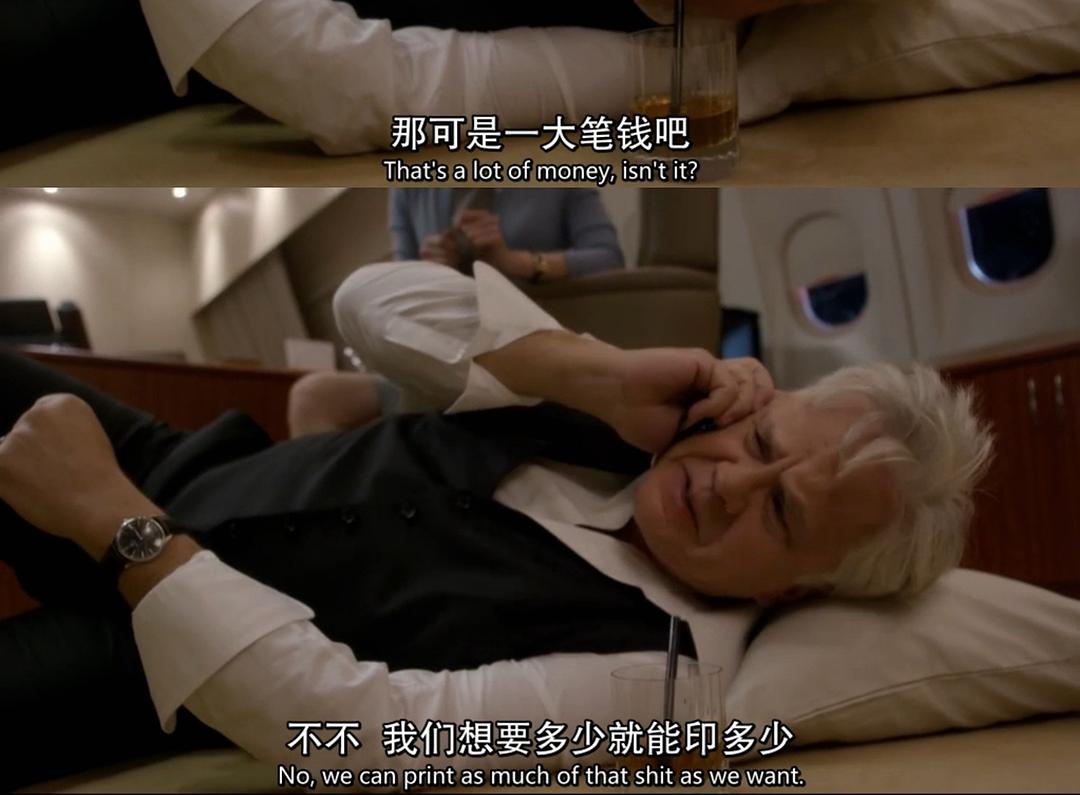 那可是一大笔钱吧
That's a lot of money, isn't it?
不不 我们想要多少就能印多少
No, we can print as much of that shit as we want.